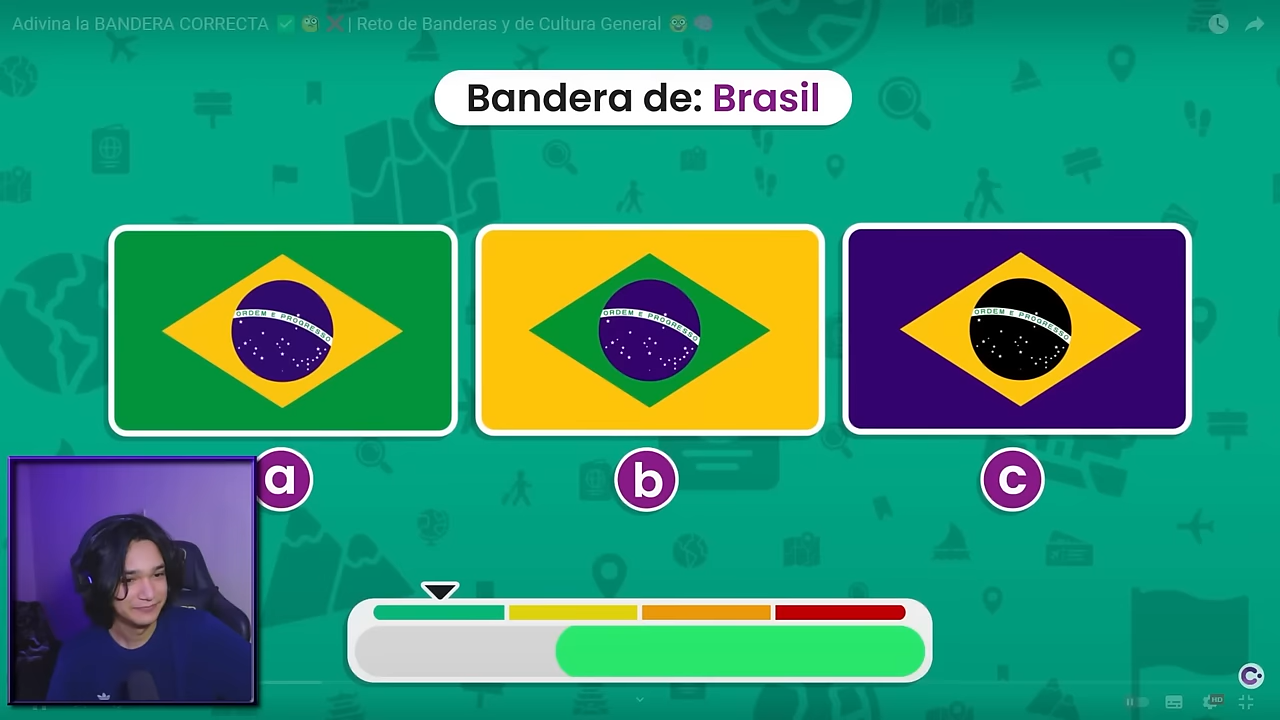 Adivina la BANDERA CORRECTA ✅ 🤓 ❌ | Reto de Banderas y de Cultura General 🤓 🧠
Bandera de: Brasil
ORDEM E PROGRESSO
ORDEM E PROGRESSO
ORDEM E PROGRESSO
a
b
c
HD